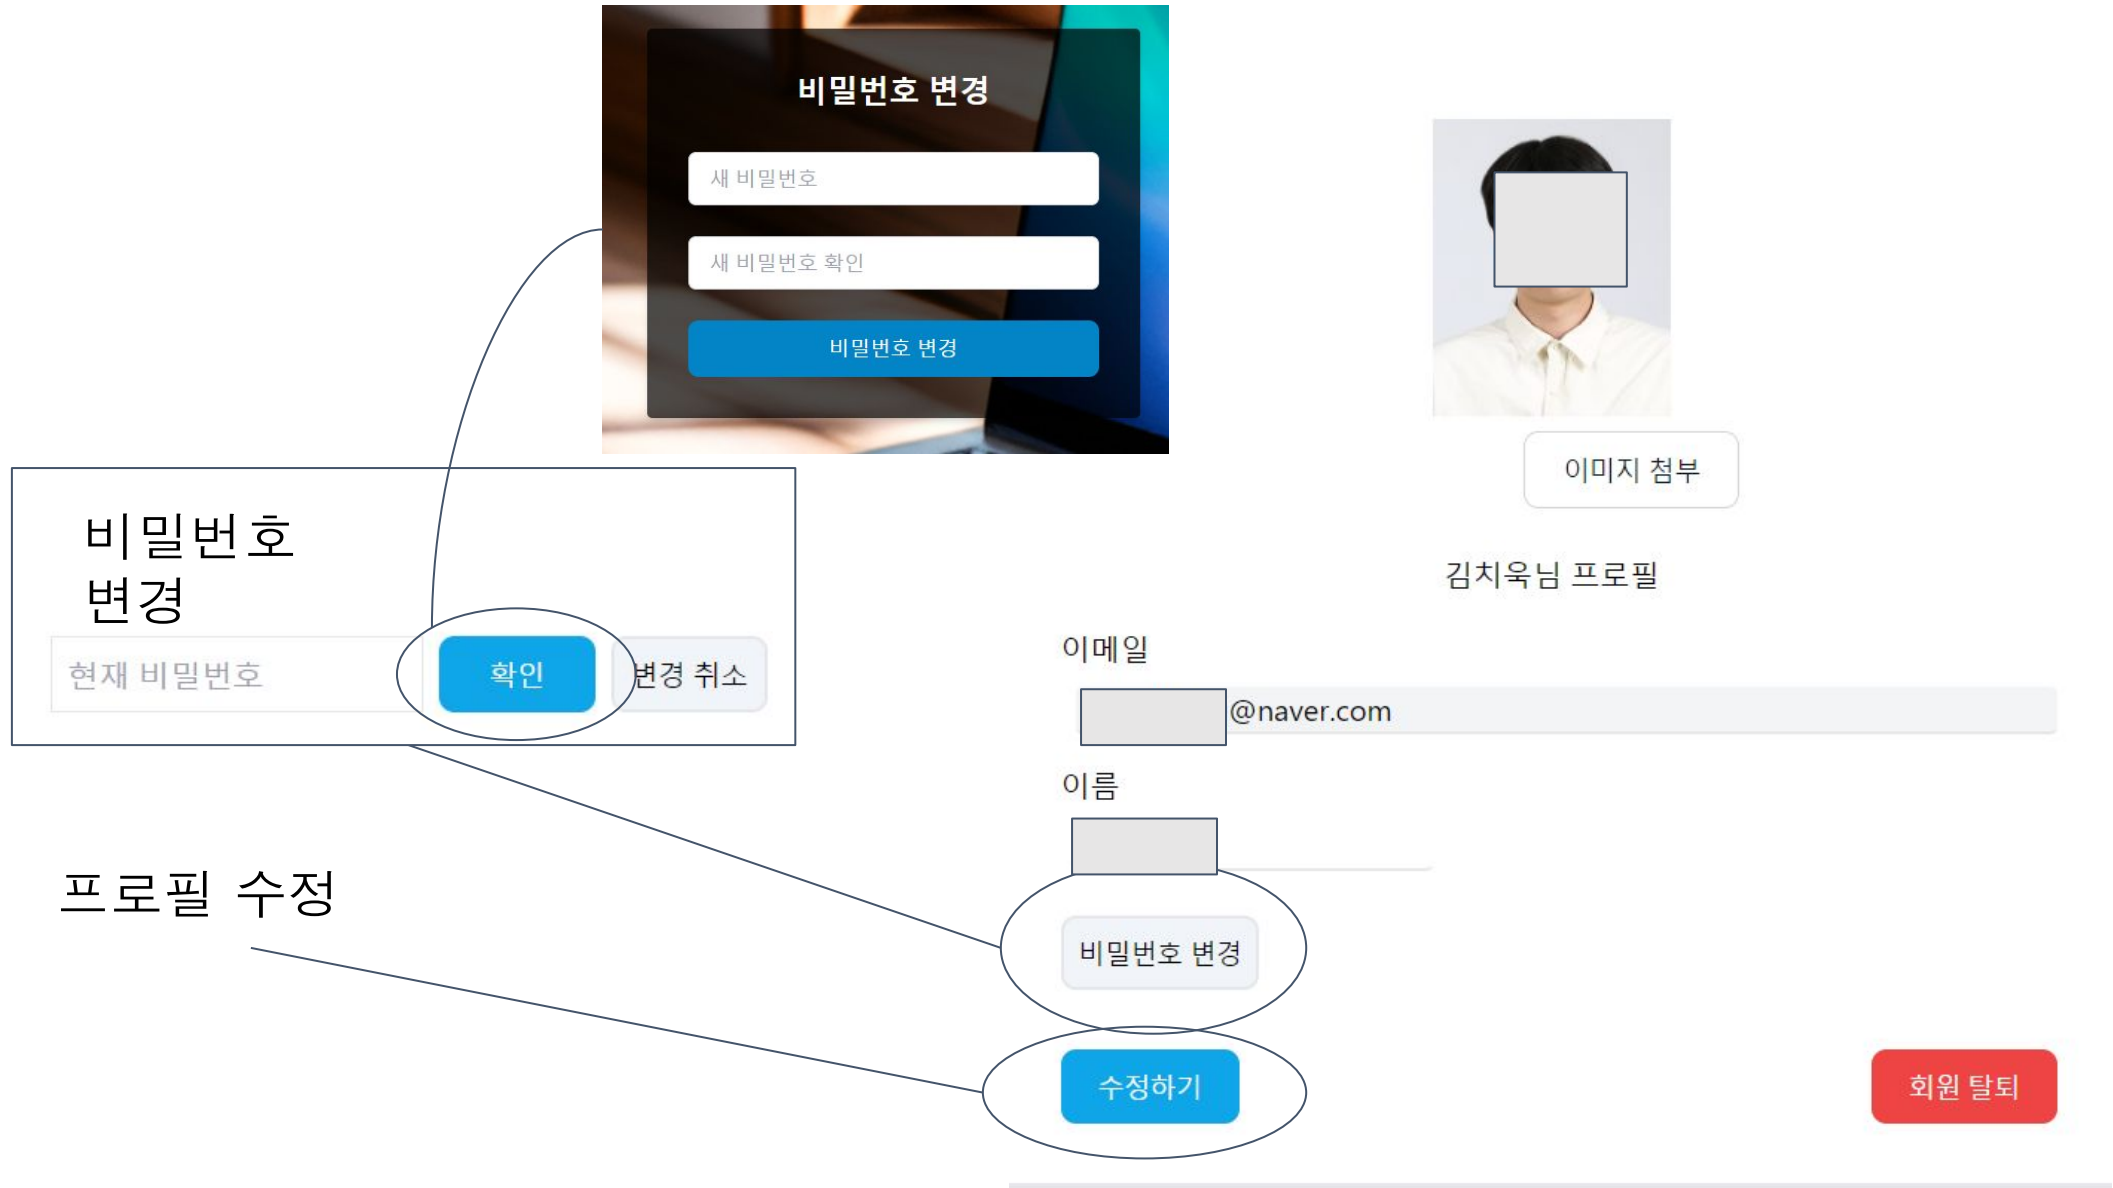 비밀번호 변경
새 비밀번호
새 비밀번호 확인
비밀번호 변경
이미지 첨부
김치욱님 프로필
비밀번호
변경
현재 비밀번호
확인
변경 취소
이메일
@naver.com
이름
프로필 수정
비밀번호 변경
수정하기
회원 탈퇴